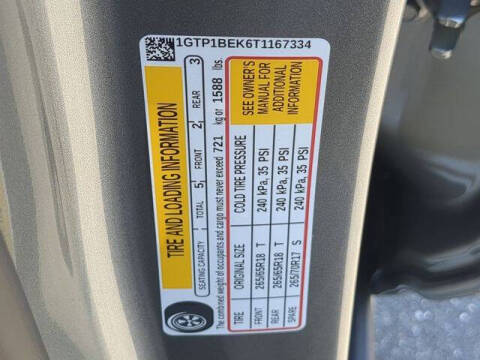 1GTP1BEK6T1167334
TIRE AND LOADING INFORMATION
SEATING CAPACITY TOTAL 5 FRONT 2 REAR 3
The combined weight of occupants and cargo must never exceed 721 kg or 1588 lbs.
TIRE ORIGINAL SIZE COLD TIRE PRESSURE
FRONT 265/65R18 T 240 kPa, 35 PSI
REAR 265/65R18 T 240 kPa, 35 PSI
SPARE 265/70R17 S 240 kPa, 35 PSI
SEE OWNER'S
MANUAL FOR
ADDITIONAL
INFORMATION